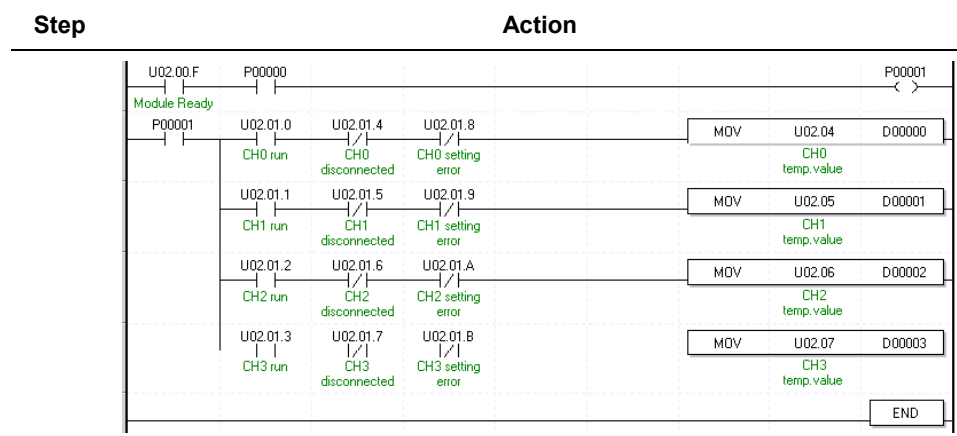 Step Action
U02.00.F P00000 P00001
Module Ready
P00001 U02.01.0 U02.01.4 U02.01.8 MOV U02.04 D00000
CH0 run CH0 CH0 setting CH0
disconnected error temp.value
U02.01.1 U02.01.5 U02.01.9 MOV U02.05 D00001
CH1 run CH1 CH1 setting CH1
disconnected error temp.value
U02.01.2 U02.01.6 U02.01.A MOV U02.06 D00002
CH2 run CH2 CH2 setting CH2
disconnected error temp.value
U02.01.3 U02.01.7 U02.01.B MOV U02.07 D00003
CH3 run CH3 CH3 setting CH3
disconnected error temp.value
END